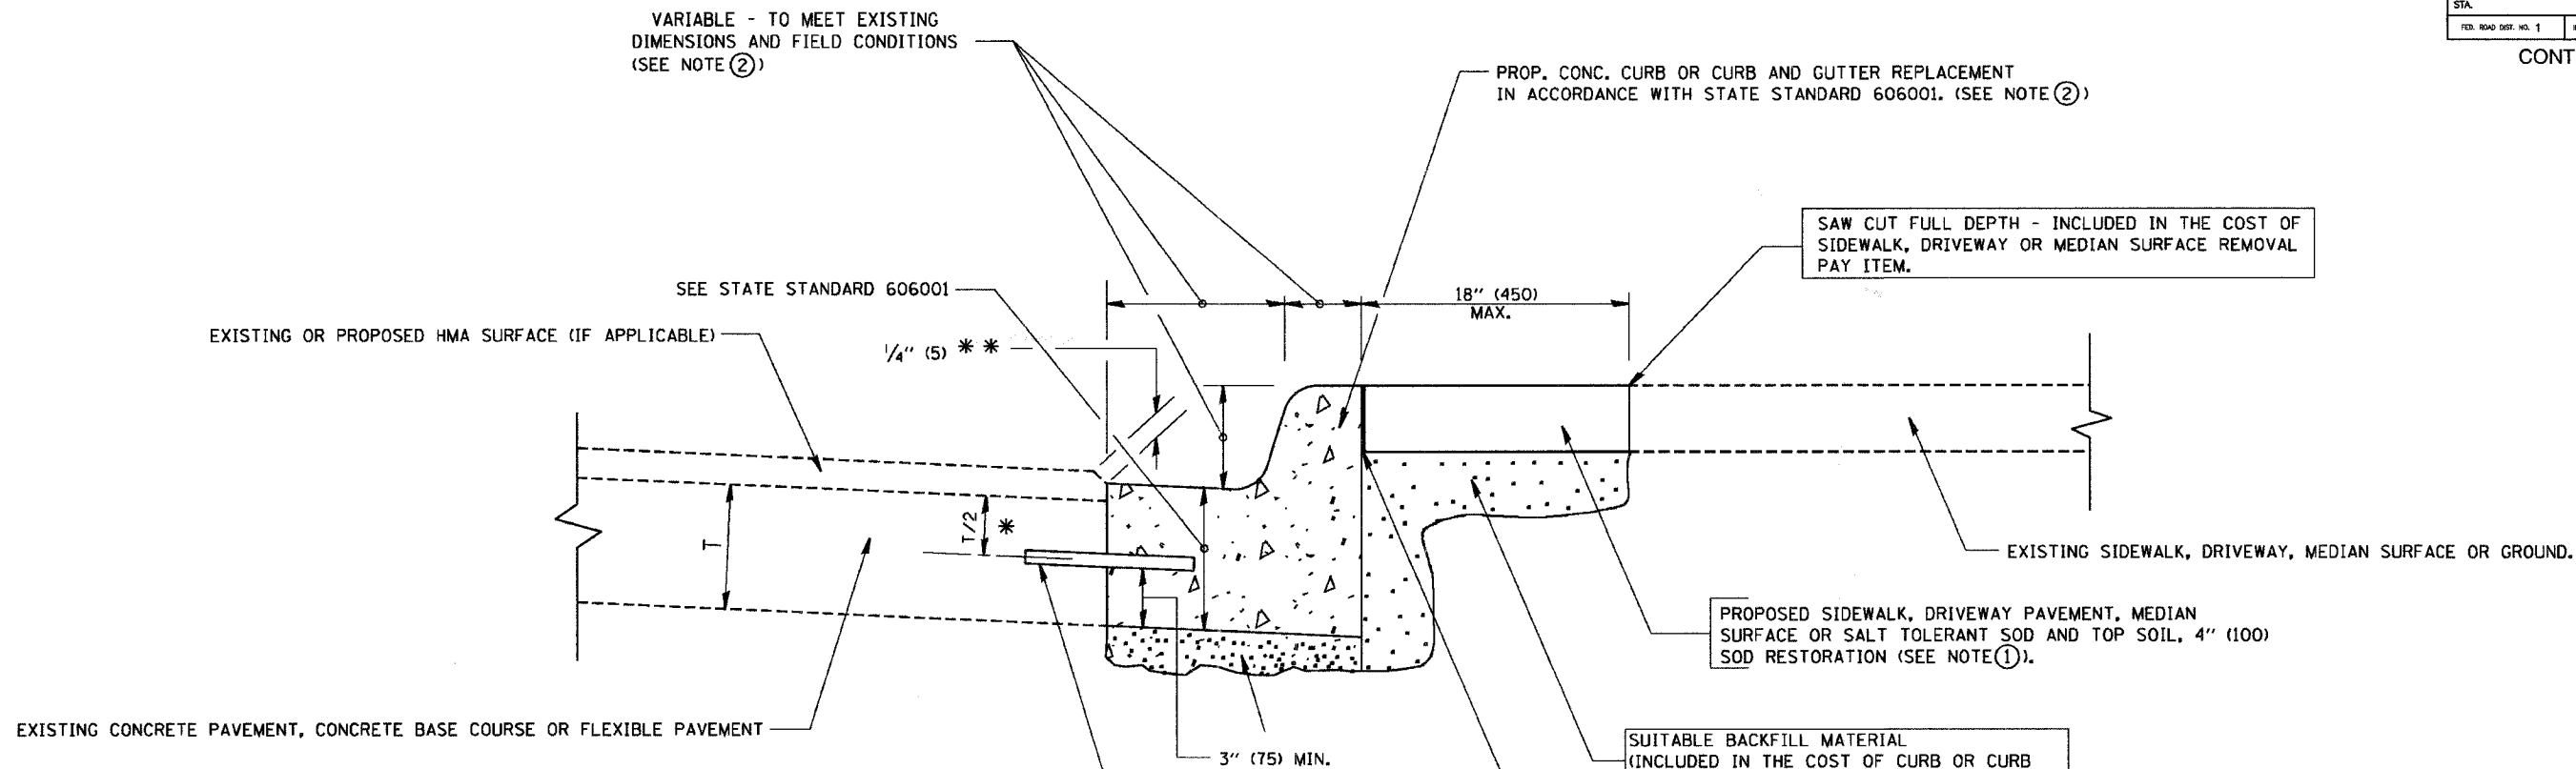 VARIABLE - TO MEET EXISTING
DIMENSIONS AND FIELD CONDITIONS
(SEE NOTE ②)
STA.
FED. ROAD DIST. NO. 1
CONT
PROP. CONC. CURB OR CURB AND GUTTER REPLACEMENT
IN ACCORDANCE WITH STATE STANDARD 606001. (SEE NOTE ②)
SAW CUT FULL DEPTH - INCLUDED IN THE COST OF
SIDEWALK, DRIVEWAY OR MEDIAN SURFACE REMOVAL
PAY ITEM.
SEE STATE STANDARD 606001
18" (450)
MAX.
EXISTING OR PROPOSED HMA SURFACE (IF APPLICABLE)
1/4" (5) * *
T
T/2 *
EXISTING SIDEWALK, DRIVEWAY, MEDIAN SURFACE OR GROUND.
PROPOSED SIDEWALK, DRIVEWAY PAVEMENT, MEDIAN
SURFACE OR SALT TOLERANT SOD AND TOP SOIL, 4" (100)
SOD RESTORATION (SEE NOTE ①).
EXISTING CONCRETE PAVEMENT, CONCRETE BASE COURSE OR FLEXIBLE PAVEMENT
3" (75) MIN.
SUITABLE BACKFILL MATERIAL
(INCLUDED IN THE COST OF CURB OR CURB